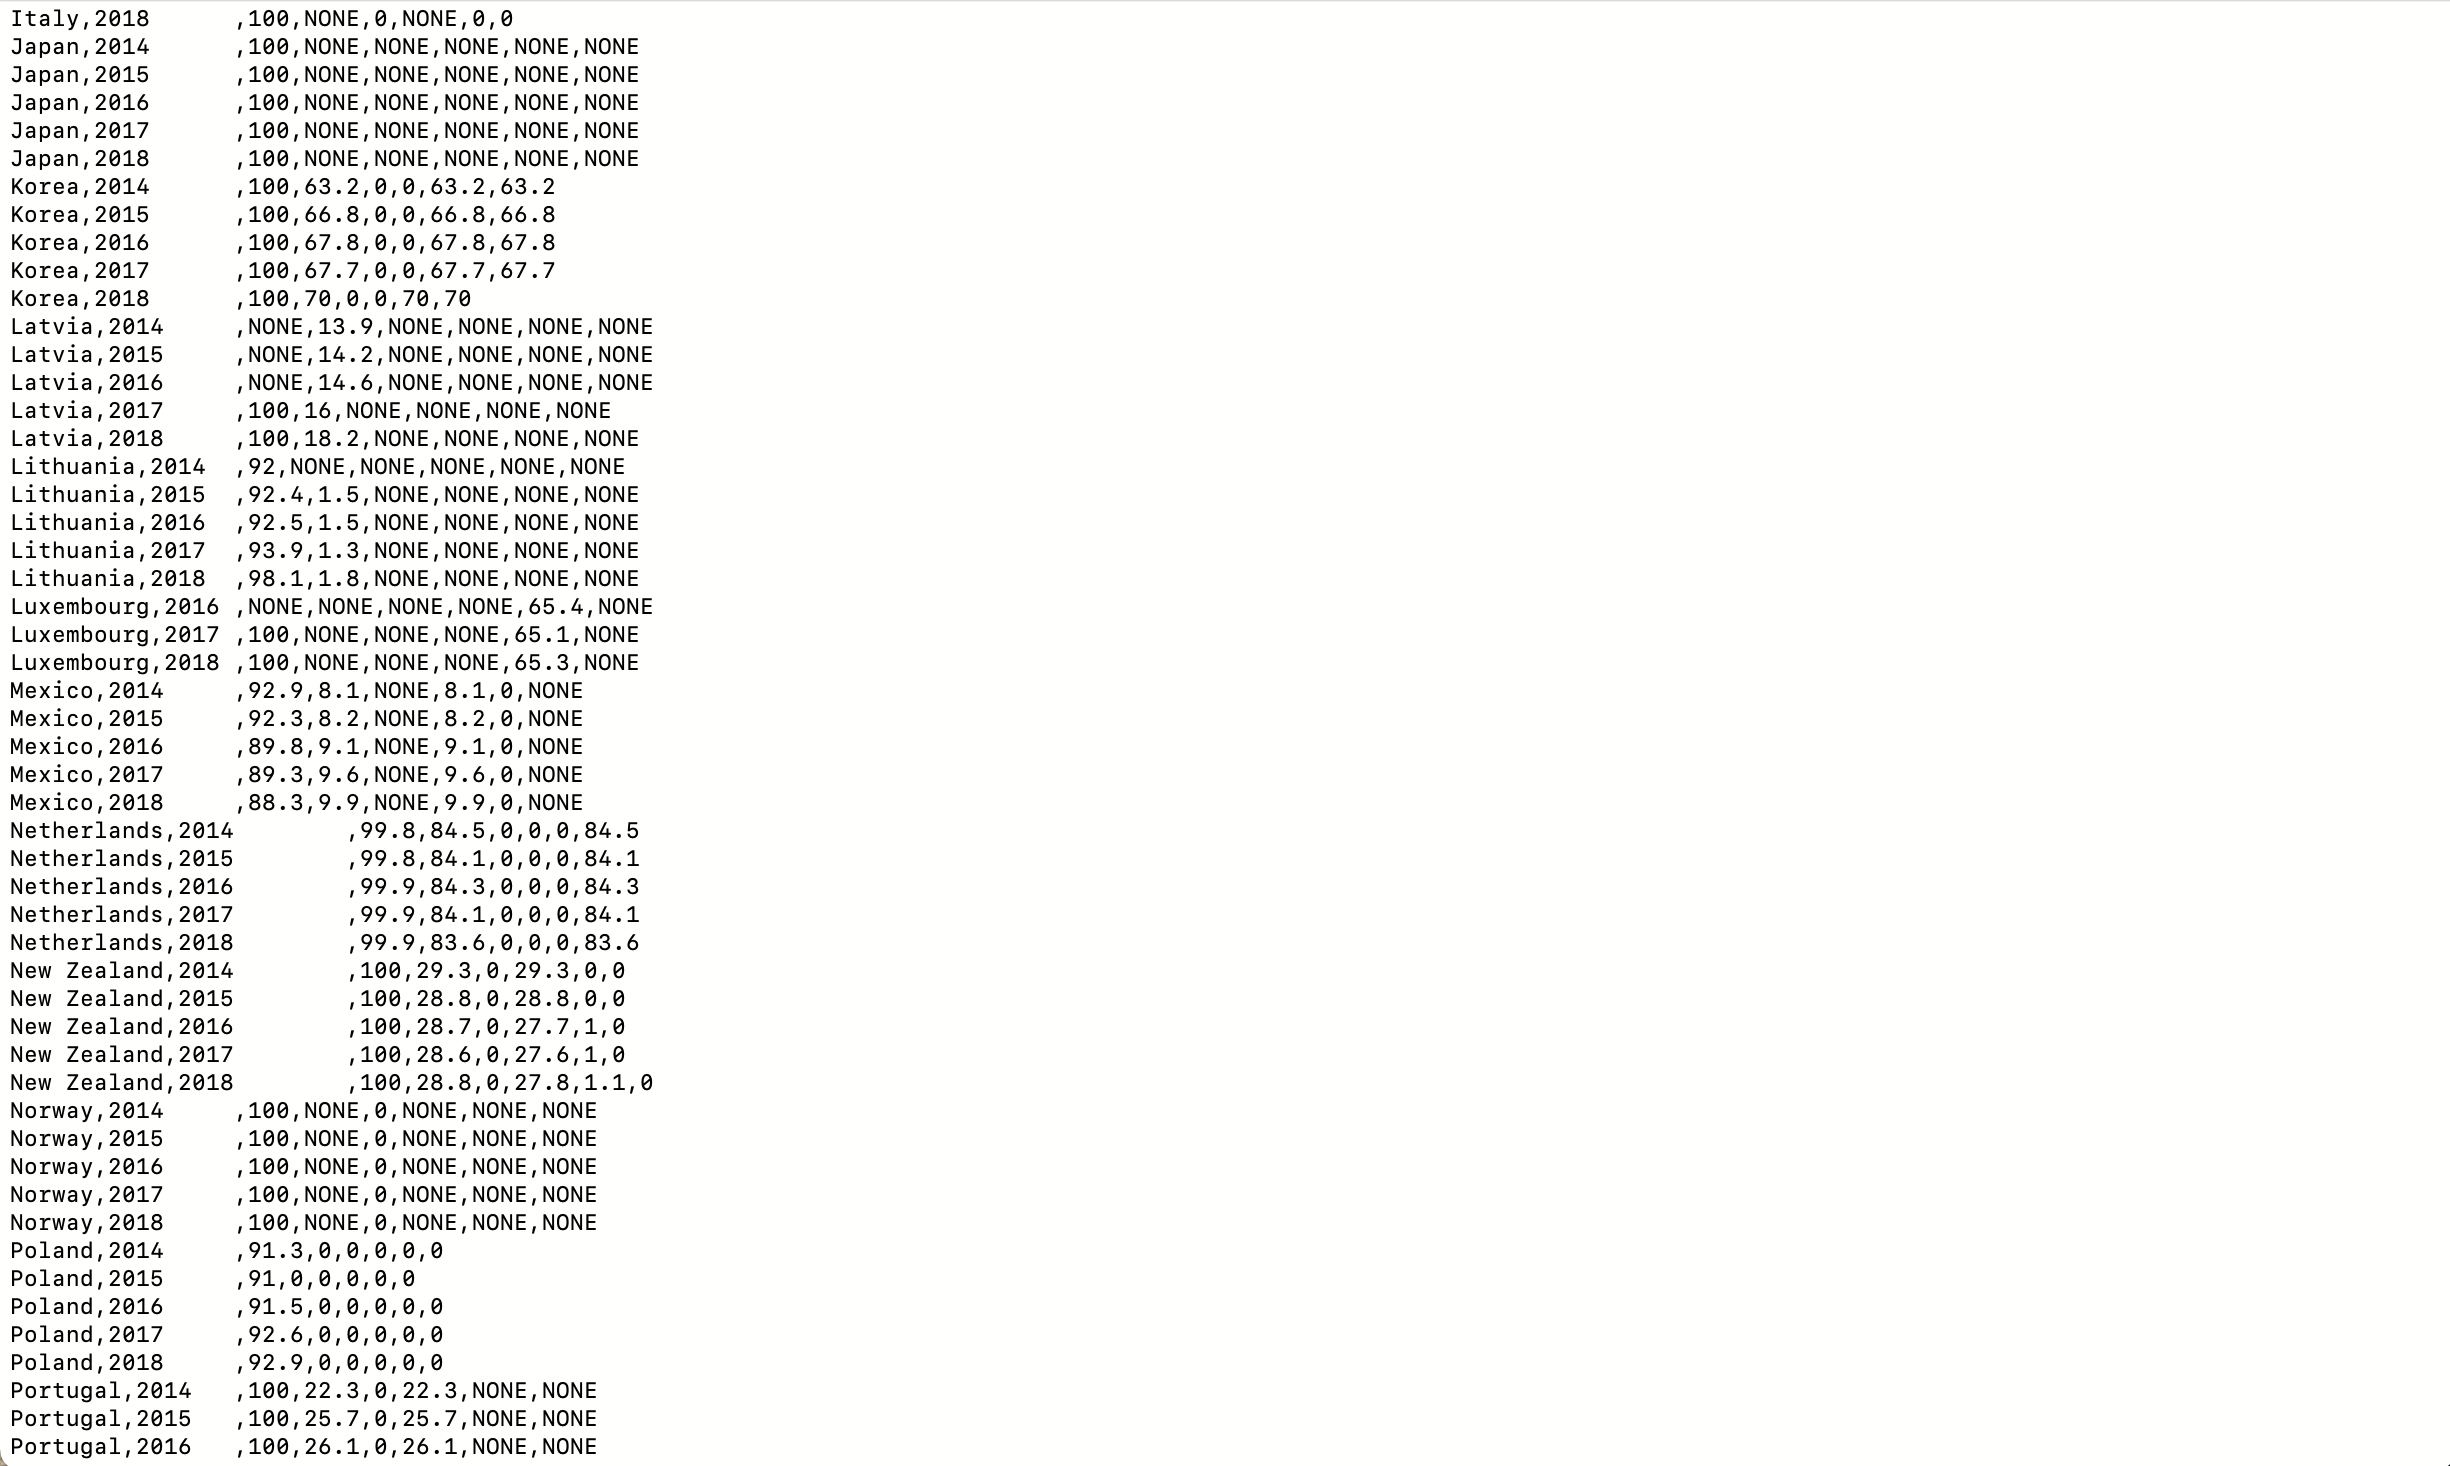 Italy,2018      ,100,NONE,0,NONE,0,0
Japan,2014      ,100,NONE,NONE,NONE,NONE
Japan,2015      ,100,NONE,NONE,NONE,NONE
Japan,2016      ,100,NONE,NONE,NONE,NONE
Japan,2017      ,100,NONE,NONE,NONE,NONE
Japan,2018      ,100,NONE,NONE,NONE,NONE
Korea,2014      ,100,63.2,0,0,63.2,63.2
Korea,2015      ,100,66.8,0,0,66.8,66.8
Korea,2016      ,100,67.8,0,0,67.8,67.8
Korea,2017      ,100,67.7,0,0,67.7,67.7
Korea,2018      ,100,70,0,0,70,70
Latvia,2014     ,NONE,13.9,NONE,NONE,NONE,NONE
Latvia,2015     ,NONE,14.2,NONE,NONE,NONE,NONE
Latvia,2016     ,NONE,14.6,NONE,NONE,NONE,NONE
Latvia,2017     ,100,16,NONE,NONE,NONE,NONE
Latvia,2018     ,100,18.2,NONE,NONE,NONE,NONE
Lithuania,2014  ,92,NONE,NONE,NONE,NONE,NONE
Lithuania,2015  ,92.4,1.5,NONE,NONE,NONE,NONE
Lithuania,2016  ,92.5,1.5,NONE,NONE,NONE,NONE
Lithuania,2017  ,93.9,1.3,NONE,NONE,NONE,NONE
Lithuania,2018  ,98.1,1.8,NONE,NONE,NONE,NONE
Luxembourg,2016 ,NONE,NONE,NONE,NONE,65.4,NONE
Luxembourg,2017 ,100,NONE,NONE,NONE,65.1,NONE
Luxembourg,2018 ,100,NONE,NONE,NONE,65.3,NONE
Mexico,2014     ,92.9,8.1,NONE,8.1,0,NONE
Mexico,2015     ,92.3,8.2,NONE,8.2,0,NONE
Mexico,2016     ,89.8,9.1,NONE,9.1,0,NONE
Mexico,2017     ,89.3,9.6,NONE,9.6,0,NONE
Mexico,2018     ,88.3,9.9,NONE,9.9,0,NONE
Netherlands,2014        ,99.8,84.5,0,0,0,84.5
Netherlands,2015        ,99.8,84.1,0,0,0,84.1
Netherlands,2016        ,99.9,84.3,0,0,0,84.3
Netherlands,2017        ,99.9,84.1,0,0,0,84.1
Netherlands,2018        ,99.9,83.6,0,0,0,83.6
New Zealand,2014        ,100,29.3,0,29.3,0,0
New Zealand,2015        ,100,28.8,0,28.8,0,0
New Zealand,2016        ,100,28.7,0,27.7,1,0
New Zealand,2017        ,100,28.6,0,27.6,1,0
New Zealand,2018        ,100,28.8,0,27.8,1.1,0
Norway,2014     ,100,NONE,0,NONE,NONE,NONE
Norway,2015     ,100,NONE,0,NONE,NONE,NONE
Norway,2016     ,100,NONE,0,NONE,NONE,NONE
Norway,2017     ,100,NONE,0,NONE,NONE,NONE
Norway,2018     ,100,NONE,0,NONE,NONE,NONE
Poland,2014     ,91.3,0,0,0,0,0
Poland,2015     ,91,0,0,0,0,0
Poland,2016     ,91.5,0,0,0,0,0
Poland,2017     ,92.6,0,0,0,0,0
Poland,2018     ,92.9,0,0,0,0,0
Portugal,2014   ,100,22.3,0,22.3,NONE,NONE
Portugal,2015   ,100,25.7,0,25.7,NONE,NONE
Portugal,2016   ,100,26.1,0,26.1,NONE,NONE